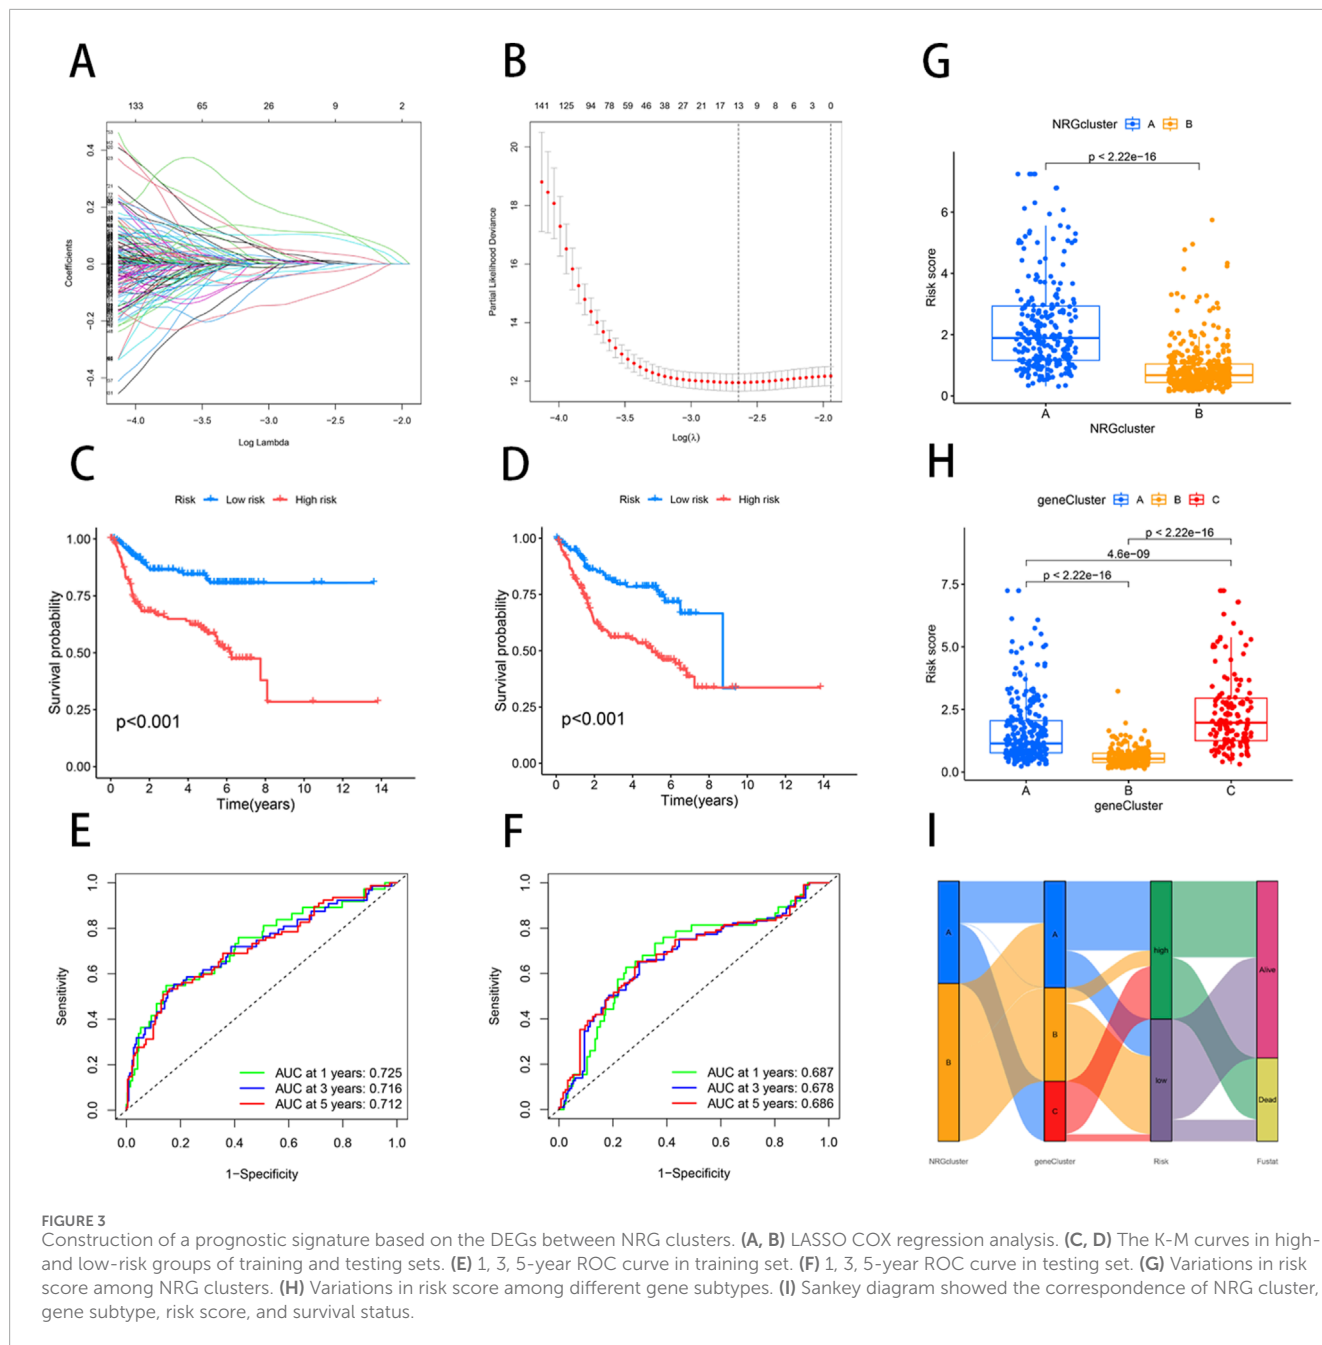 A
133 65 26 9 2
0.4
0.2
0.0
−0.2
−0.4
Coefficients
−4.0 −3.5 −3.0 −2.5 −2.0
Log Lambda
B
141 125 94 78 59 46 38 27 21 17 13 9 8 6 3 0
20
18
16
14
12
Partial Likelihood Deviance
−4.0 −3.5 −3.0 −2.5 −2.0
Log(λ)
G
NRGcluster A B
p < 2.22e−16
6
4
2
0
Risk score
A B
NRGcluster
C
Risk Low risk High risk
1.00
0.75
0.50
0.25
0.00
Survival probability
p<0.001
0 2 4 6 8 10 12 14
Time(years)
D
Risk Low risk High risk
1.00
0.75
0.50
0.25
0.00
Survival probability
p<0.001
0 2 4 6 8 10 12 14
Time(years)
H
geneCluster A B C
p < 2.22e−16
4.6e−09
p < 2.22e−16
7.5
5.0
2.5
0.0
Risk score
A B C
geneCluster
E
1.0
0.8
0.6
0.4
0.2
0.0
Sensitivity
AUC at 1 years: 0.725
AUC at 3 years: 0.716
AUC at 5 years: 0.712
0.0 0.2 0.4 0.6 0.8 1.0
1−Specificity
F
1.0
0.8
0.6
0.4
0.2
0.0
Sensitivity
AUC at 1 years: 0.687
AUC at 3 years: 0.678
AUC at 5 years: 0.686
0.0 0.2 0.4 0.6 0.8 1.0
1−Specificity
I
A
B
A
B
C
high
low
Alive
Dead
NRGcluster geneCluster Risk Fustat
FIGURE 3
Construction of a prognostic signature based on the DEGs between NRG clusters. (A, B) LASSO COX regression analysis. (C, D) The K-M curves in high-
and low-risk groups of training and testing sets. (E) 1, 3, 5-year ROC curve in training set. (F) 1, 3, 5-year ROC curve in testing set. (G) Variations in risk
score among NRG clusters. (H) Variations in risk score among different gene subtypes. (I) Sankey diagram showed the correspondence of NRG cluster,
gene subtype, risk score, and survival status.